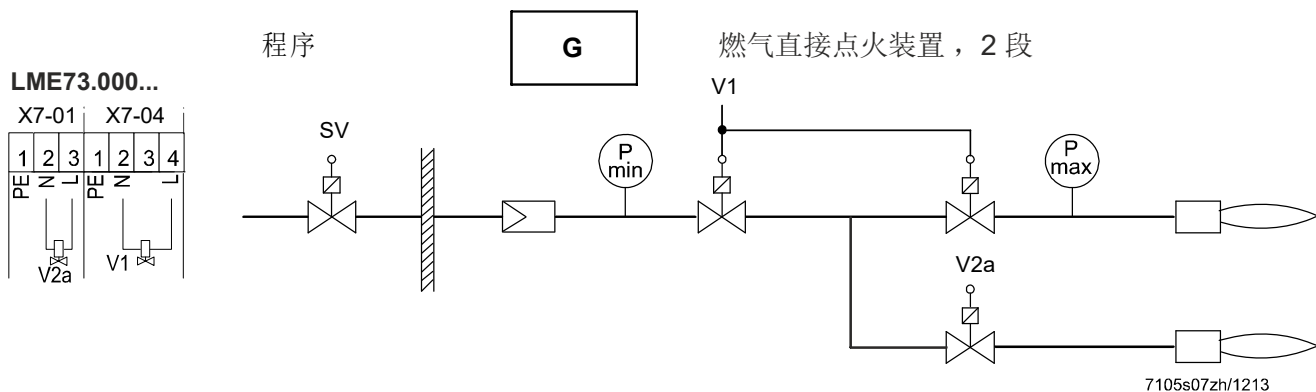 程序
G
燃气直接点火装置，2 段
LME73.000...
X7-01 X7-04
1 2 3 1 2 3 4
PE N L PE N L
V2a V1
SV
P min
V1
P max
V2a
7105s07zh/1213